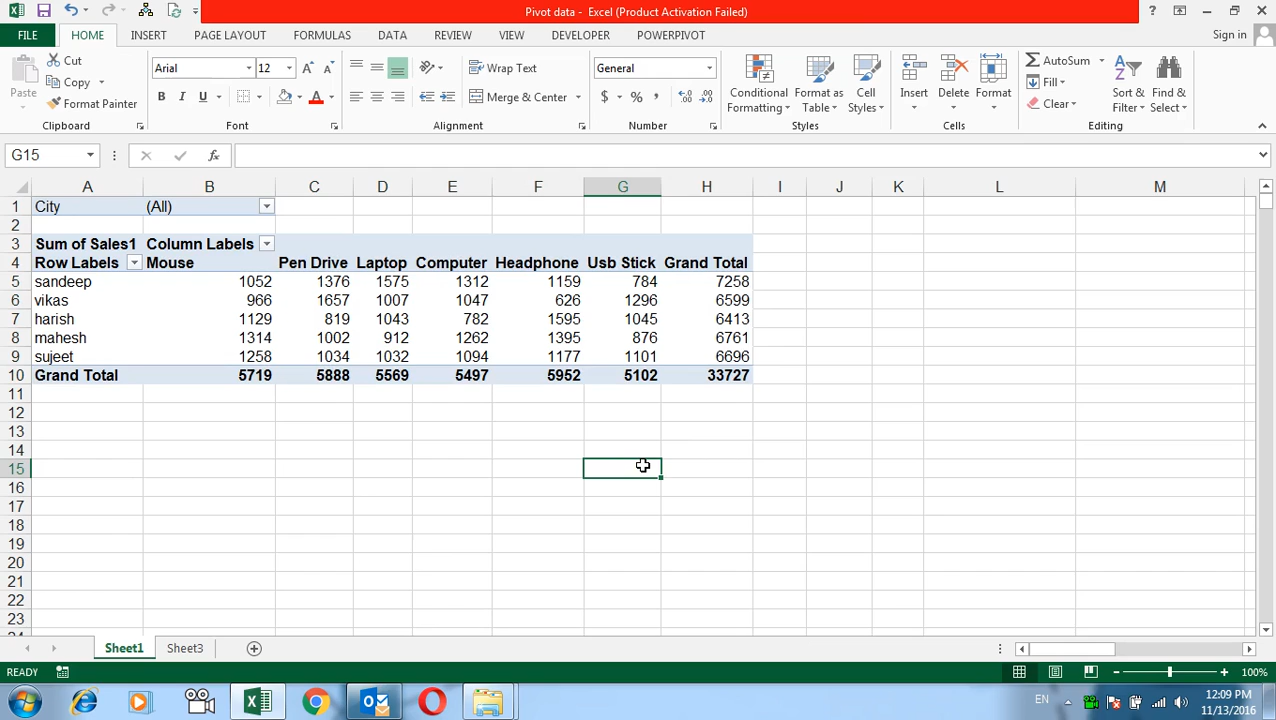 Pivot data - Excel (Product Activation Failed)
FILE HOME INSERT PAGE LAYOUT FORMULAS DATA REVIEW VIEW DEVELOPER POWERPIVOT Sign in
Paste Cut Copy Format Painter Clipboard
Arial 12 B I U A Font
Wrap Text Merge & Center Alignment
General $ % , Number
Conditional Formatting Format as Table Cell Styles Styles
Insert Delete Format Cells
AutoSum Fill Clear Sort & Filter Find & Select Editing
G15 fx
A B C D E F G H I J K L M
1 City (All)
2
3 Sum of Sales1 Column Labels
4 Row Labels Mouse Pen Drive Laptop Computer Headphone Usb Stick Grand Total
5 sandeep 1052 1376 1575 1312 1159 784 7258
6 vikas 966 1657 1007 1047 626 1296 6599
7 harish 1129 819 1043 782 1595 1045 6413
8 mahesh 1314 1002 912 1262 1395 876 6761
9 sujeet 1258 1034 1032 1094 1177 1101 6696
10 Grand Total 5719 5888 5569 5497 5952 5102 33727
11
12
13
14
15
16
17
18
19
20
21
22
23
Sheet1 Sheet3
READY 100%
EN 12:09 PM
11/13/2016